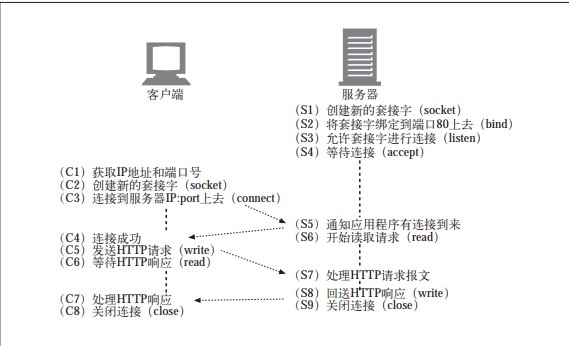 客户端
服务器
(S1) 创建新的套接字（socket）
(S2) 将套接字绑定到端口80上去（bind）
(S3) 允许套接字进行连接（listen）
(S4) 等待连接（accept）
(C1) 获取IP地址和端口号
(C2) 创建新的套接字（socket）
(C3) 连接到服务器IP:port上去（connect）
(S5) 通知应用程序有连接到来
(S6) 开始读取请求（read）
(C4) 连接成功
(C5) 发送HTTP请求（write）
(C6) 等待HTTP响应（read）
(S7) 处理HTTP请求报文
(S8) 回送HTTP响应（write）
(S9) 关闭连接（close）
(C7) 处理HTTP响应
(C8) 关闭连接（close）